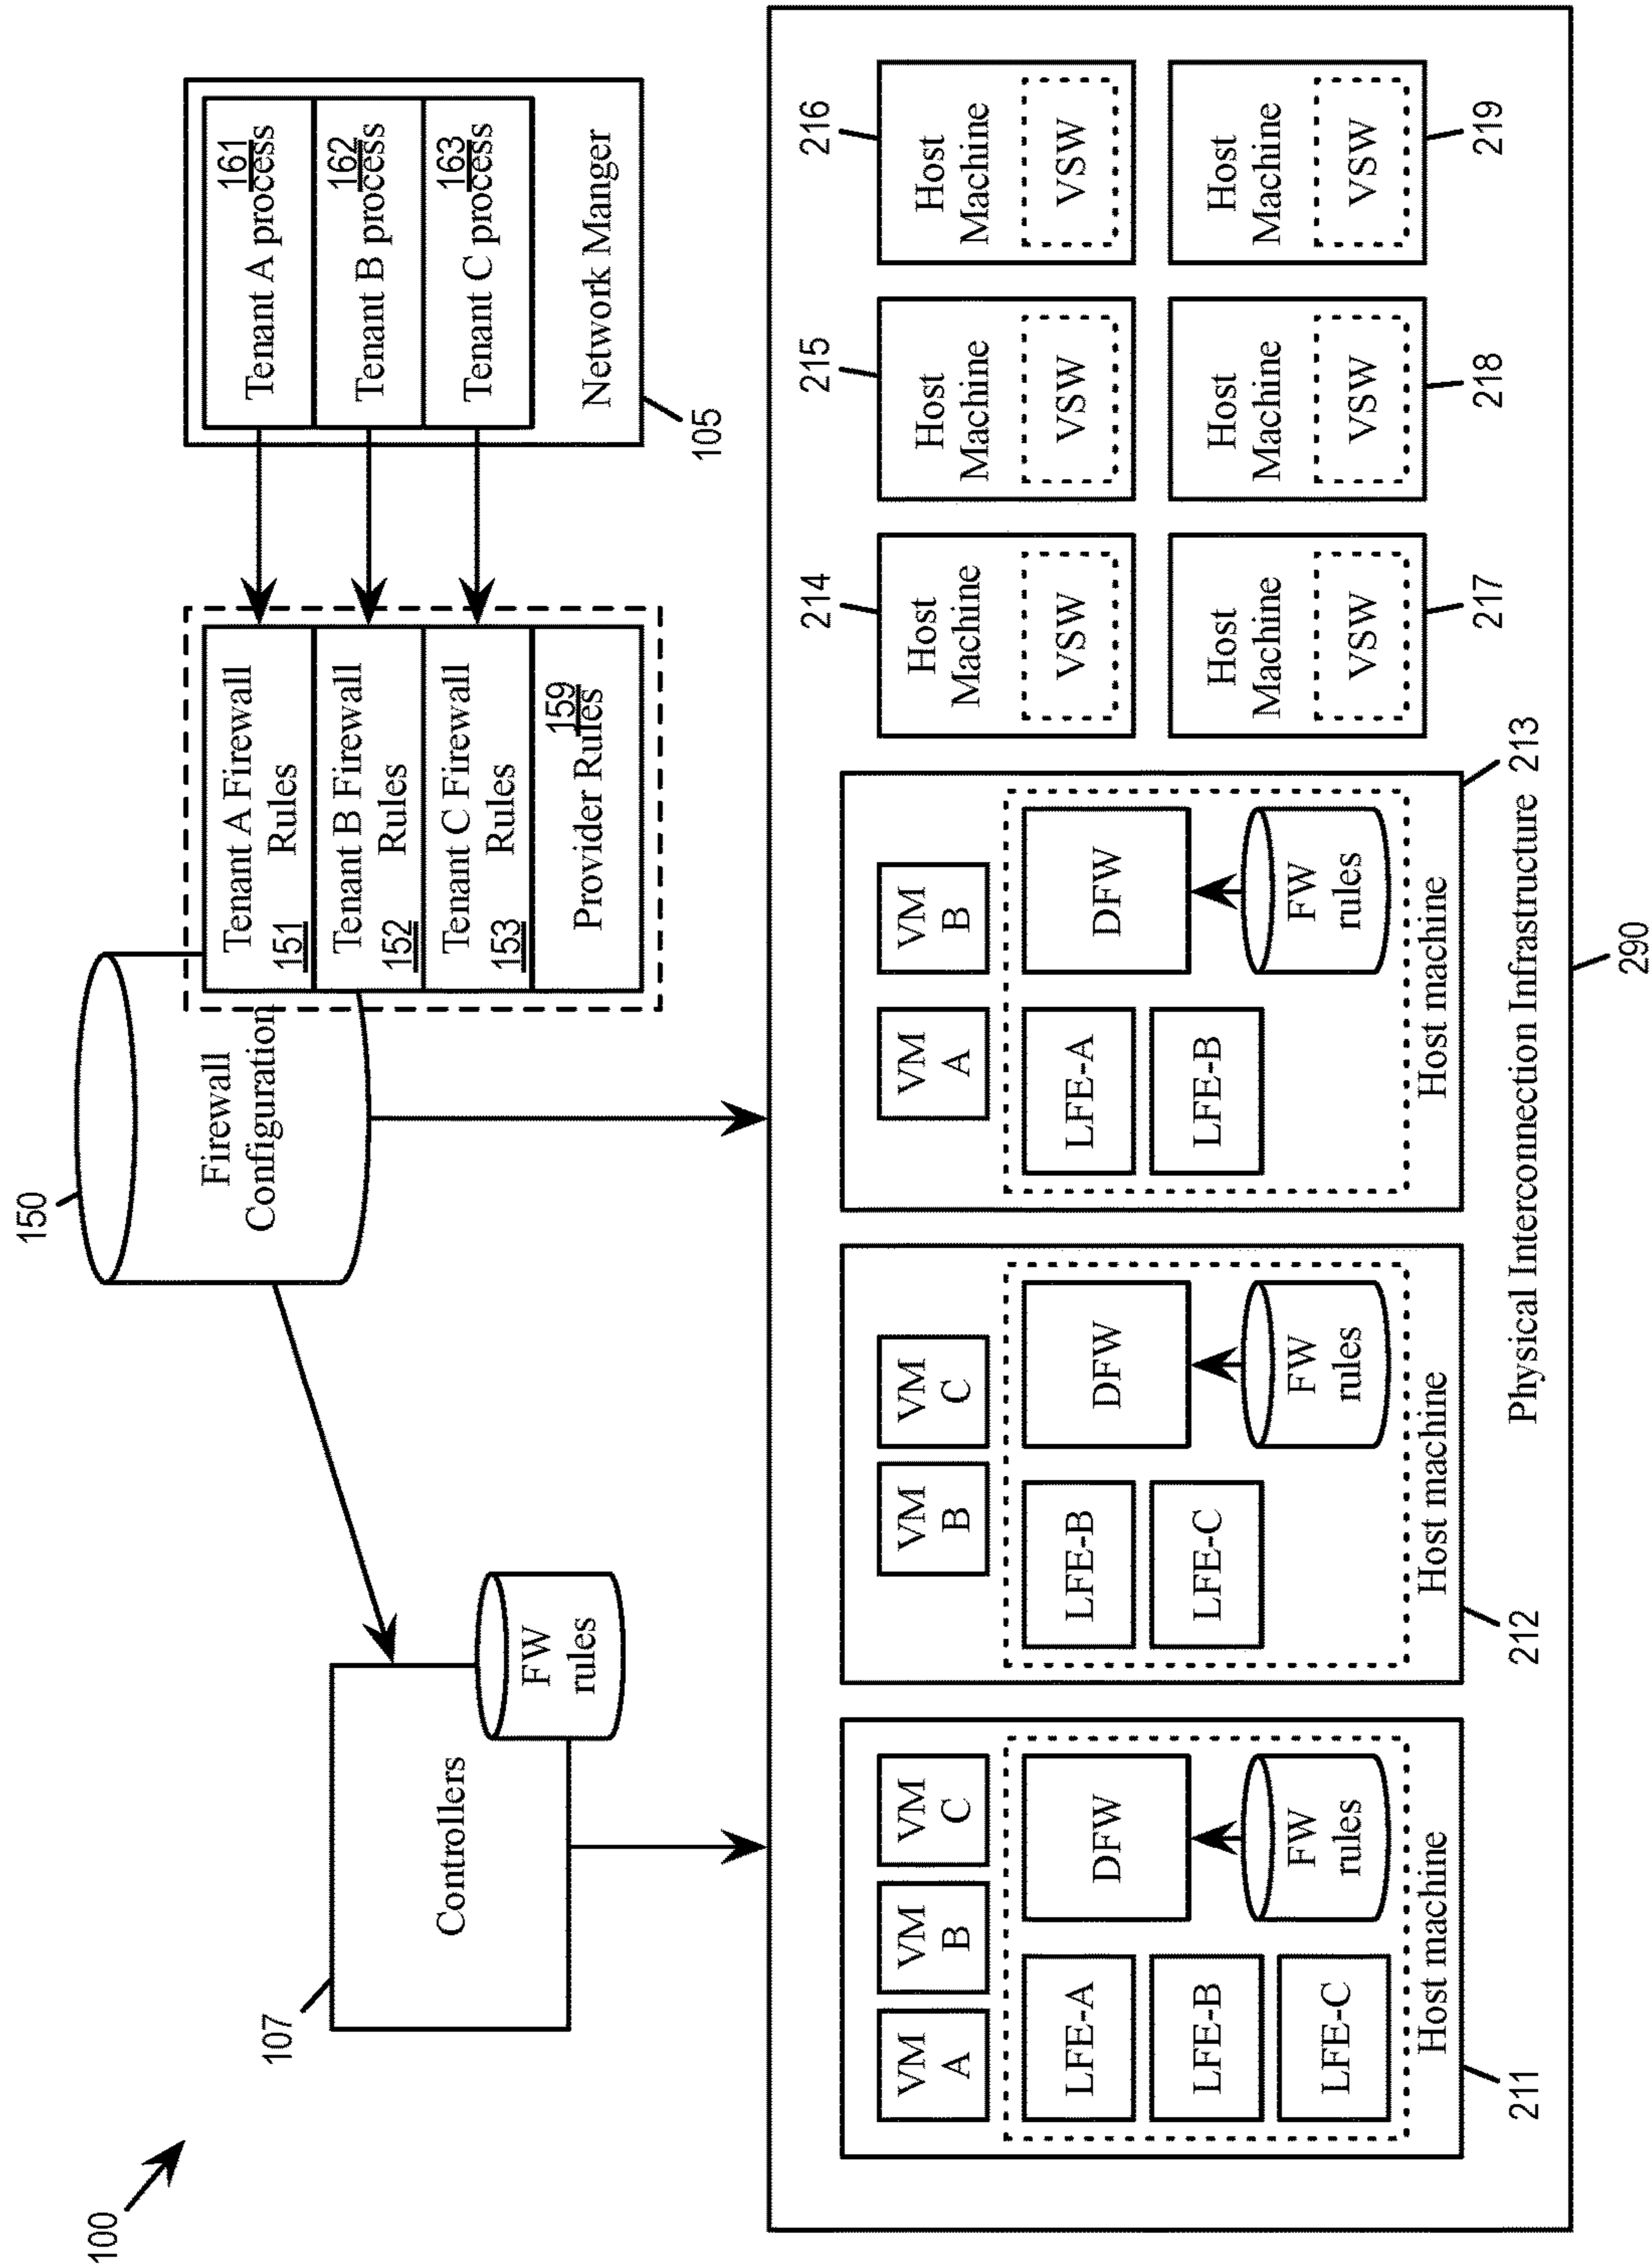 100
107
Controllers
FW
rules
150
Firewall
Configuration
Tenant A Firewall
Rules
151
Tenant B Firewall
Rules
152
Tenant C Firewall
Rules
153
Provider Rules
159
Tenant A process
161
Tenant B process
162
Tenant C process
163
Network Manger
105
VM
A
VM
B
VM
C
LFE-A
LFE-B
LFE-C
DFW
FW
rules
Host machine
211
VM
B
VM
C
LFE-B
LFE-C
DFW
FW
rules
Host machine
212
VM
A
VM
B
LFE-A
LFE-B
DFW
FW
rules
Host machine
213
214
Host
Machine
VSW
215
Host
Machine
VSW
216
Host
Machine
VSW
Host
Machine
VSW
217
Host
Machine
VSW
218
Host
Machine
VSW
219
Physical Interconnection Infrastructure
290